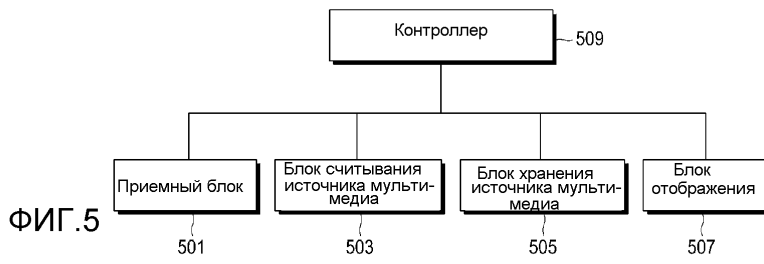 Контроллер
509
Приемный блок
Блок считывания
источника мульти-
медиа
Блок хранения
источника мульти-
медиа
Блок
отображения
ФИГ.5
501
503
505
507